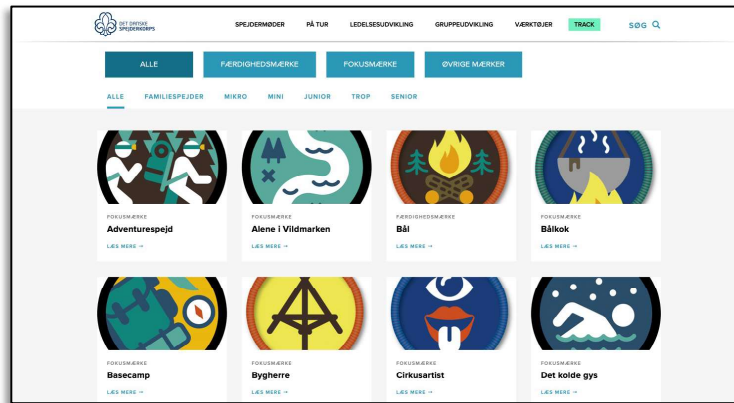 DET DANSKE
SPEJDERKORPS
SPEJDERMØDER PÅ TUR LEDELSESUDVIKLING GRUPPEUDVIKLING VÆRKTØJER TRACK SØG
ALLE FÆRDIGHEDSMÆRKE FOKUSMÆRKE ØVRIGE MÆRKER
ALLE FAMILIESPEJDER MIKRO MINI JUNIOR TROP SENIOR
FOKUSMÆRKE FOKUSMÆRKE FÆRDIGHEDSMÆRKE FOKUSMÆRKE
Adventurespejd Alene i Vildmarken Bål Bålkok
LÆS MERE → LÆS MERE → LÆS MERE → LÆS MERE →
FOKUSMÆRKE FOKUSMÆRKE FOKUSMÆRKE FOKUSMÆRKE
Basecamp Bygherre Cirkusartist Det kolde gys
LÆS MERE → LÆS MERE → LÆS MERE → LÆS MERE →